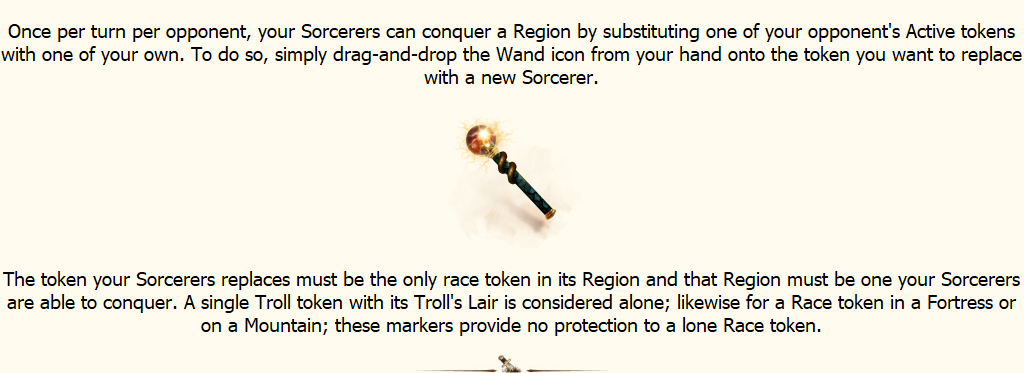 Once per turn per opponent, your Sorcerers can conquer a Region by substituting one of your opponent's Active tokens
with one of your own. To do so, simply drag-and-drop the Wand icon from your hand onto the token you want to replace
with a new Sorcerer.
The token your Sorcerers replaces must be the only race token in its Region and that Region must be one your Sorcerers
are able to conquer. A single Troll token with its Troll's Lair is considered alone; likewise for a Race token in a Fortress or
on a Mountain; these markers provide no protection to a lone Race token.